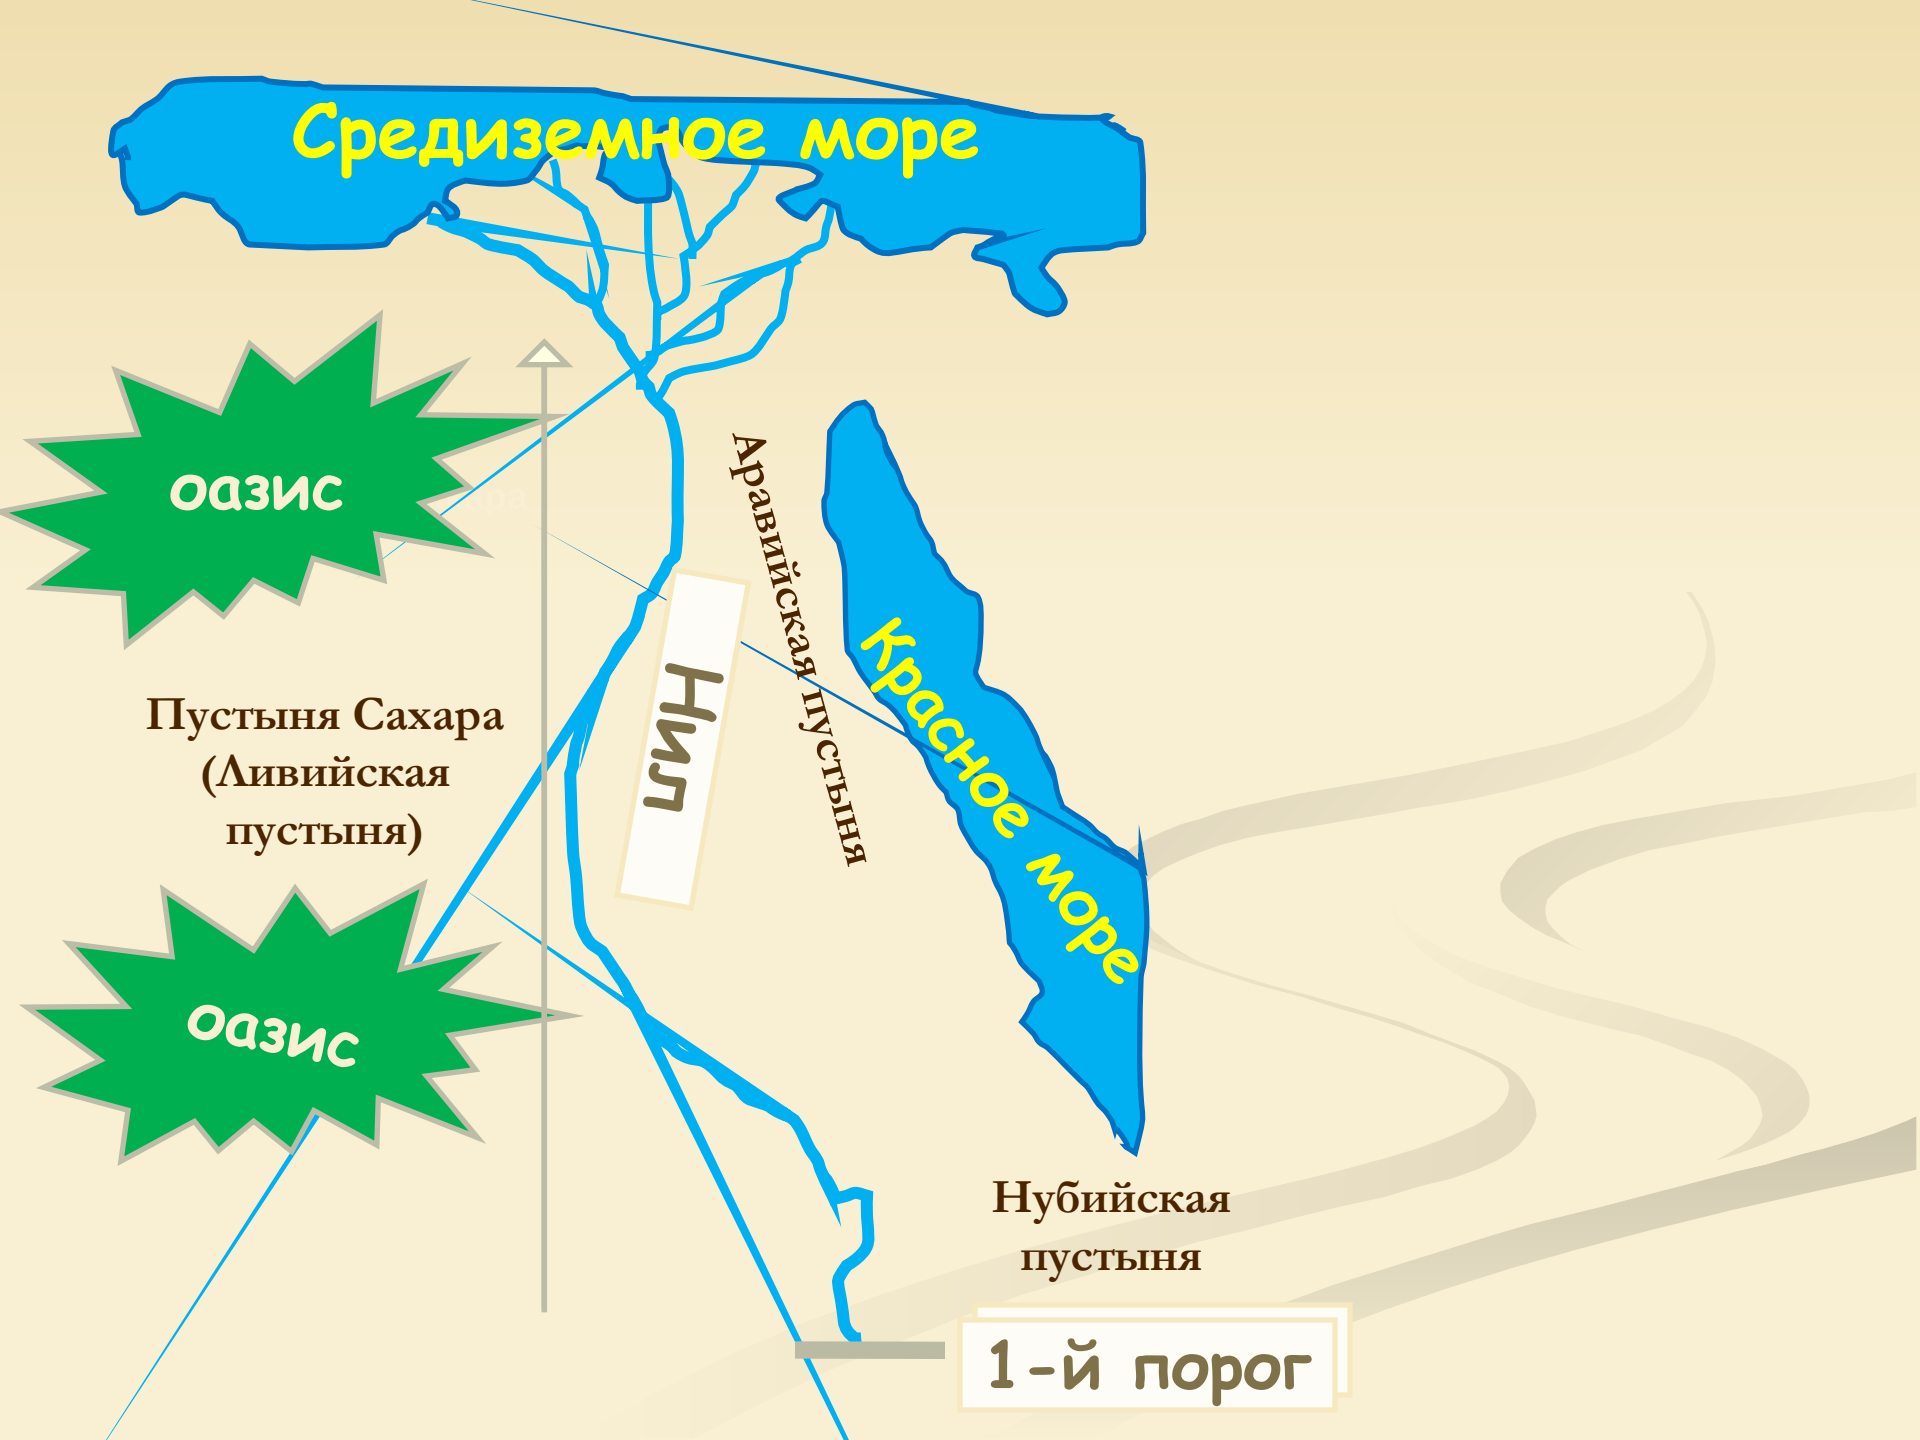 Средиземное море
оазис
Аравийская пустыня
Красное море
Нил
Пустыня Сахара
(Ливийская
пустыня)
оазис
Нубийская
пустыня
1-й порог